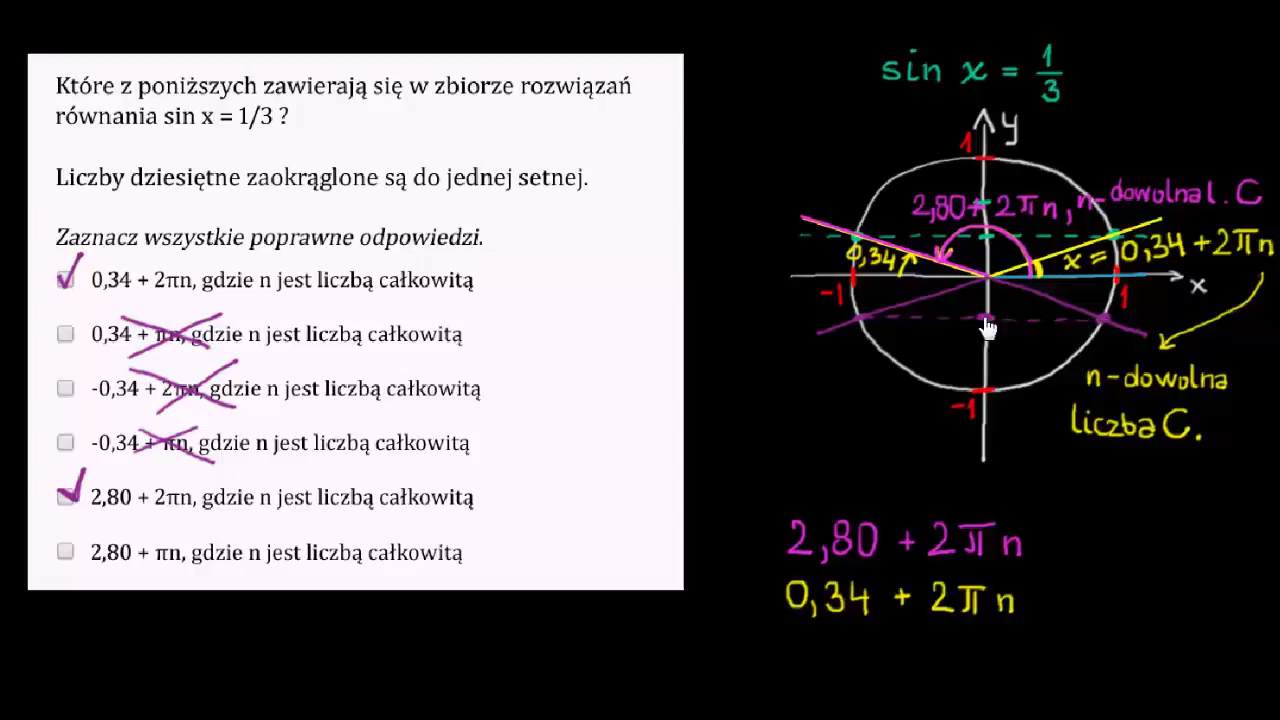 Które z poniższych zawierają się w zbiorze rozwiązań
równania sin x = 1/3 ?
Liczby dziesiętne zaokrąglone są do jednej setnej.
Zaznacz wszystkie poprawne odpowiedzi.
0,34 + 2πn, gdzie n jest liczbą całkowitą
0,34 + πn, gdzie n jest liczbą całkowitą
-0,34 + 2πn, gdzie n jest liczbą całkowitą
-0,34 + πn, gdzie n jest liczbą całkowitą
2,80 + 2πn, gdzie n jest liczbą całkowitą
2,80 + πn, gdzie n jest liczbą całkowitą
sin x = 1/3
y
1
2,80+2πn, n-dowolna l. C
0,34
x = 0,34+2πn
-1
1
x
-1
n-dowolna
liczba C.
2,80 + 2πn
0,34 + 2πn